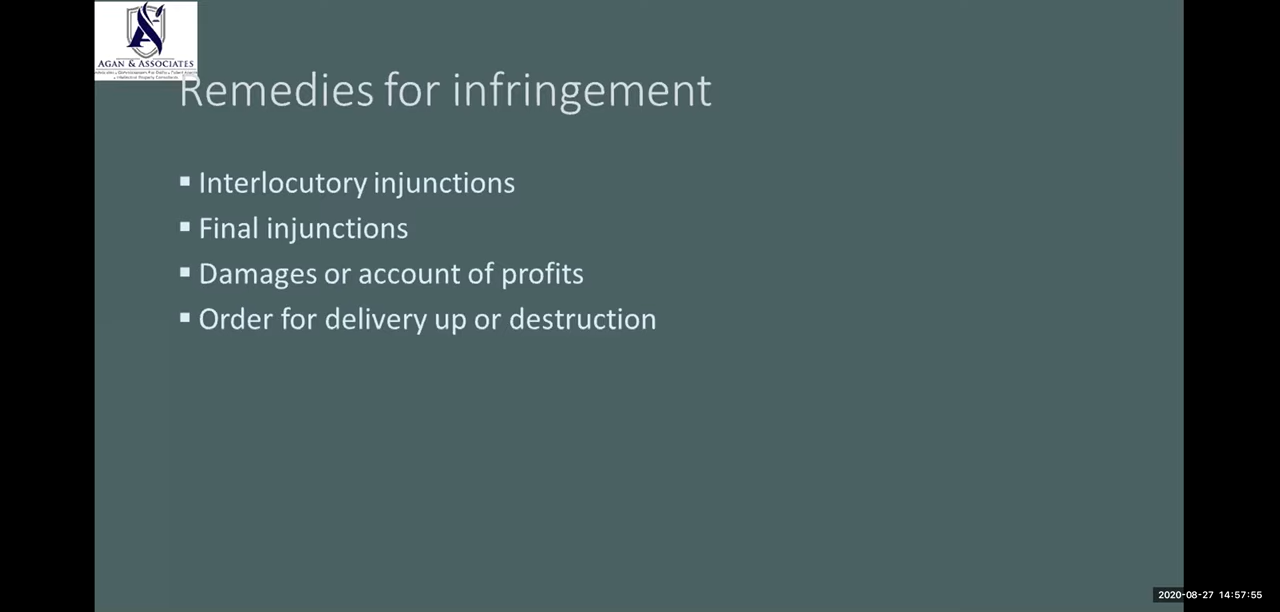 AGAN & ASSOCIATES
Remedies for infringement
▪ Interlocutory injunctions
▪ Final injunctions
▪ Damages or account of profits
▪ Order for delivery up or destruction
2020-08-27 14:57:55